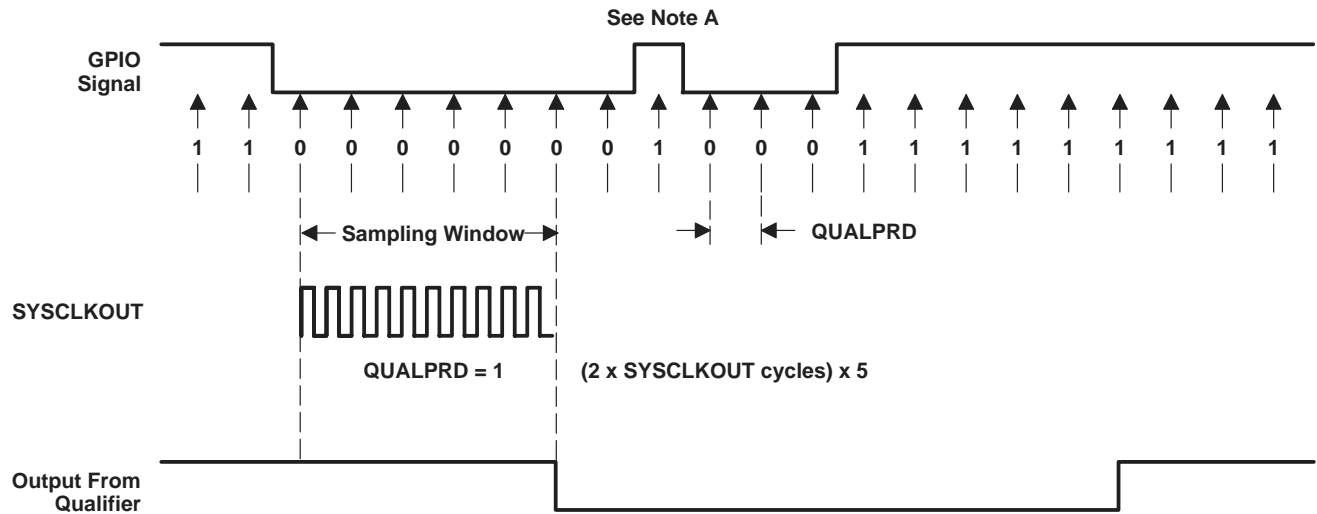 See Note A
GPIO
Signal
1 1 0 0 0 0 0 0 0 1 0 0 0 1 1 1 1 1 1 1 1 1
Sampling Window
QUALPRD
SYSCLKOUT
QUALPRD = 1
(2 x SYSCLKOUT cycles) x 5
Output From
Qualifier